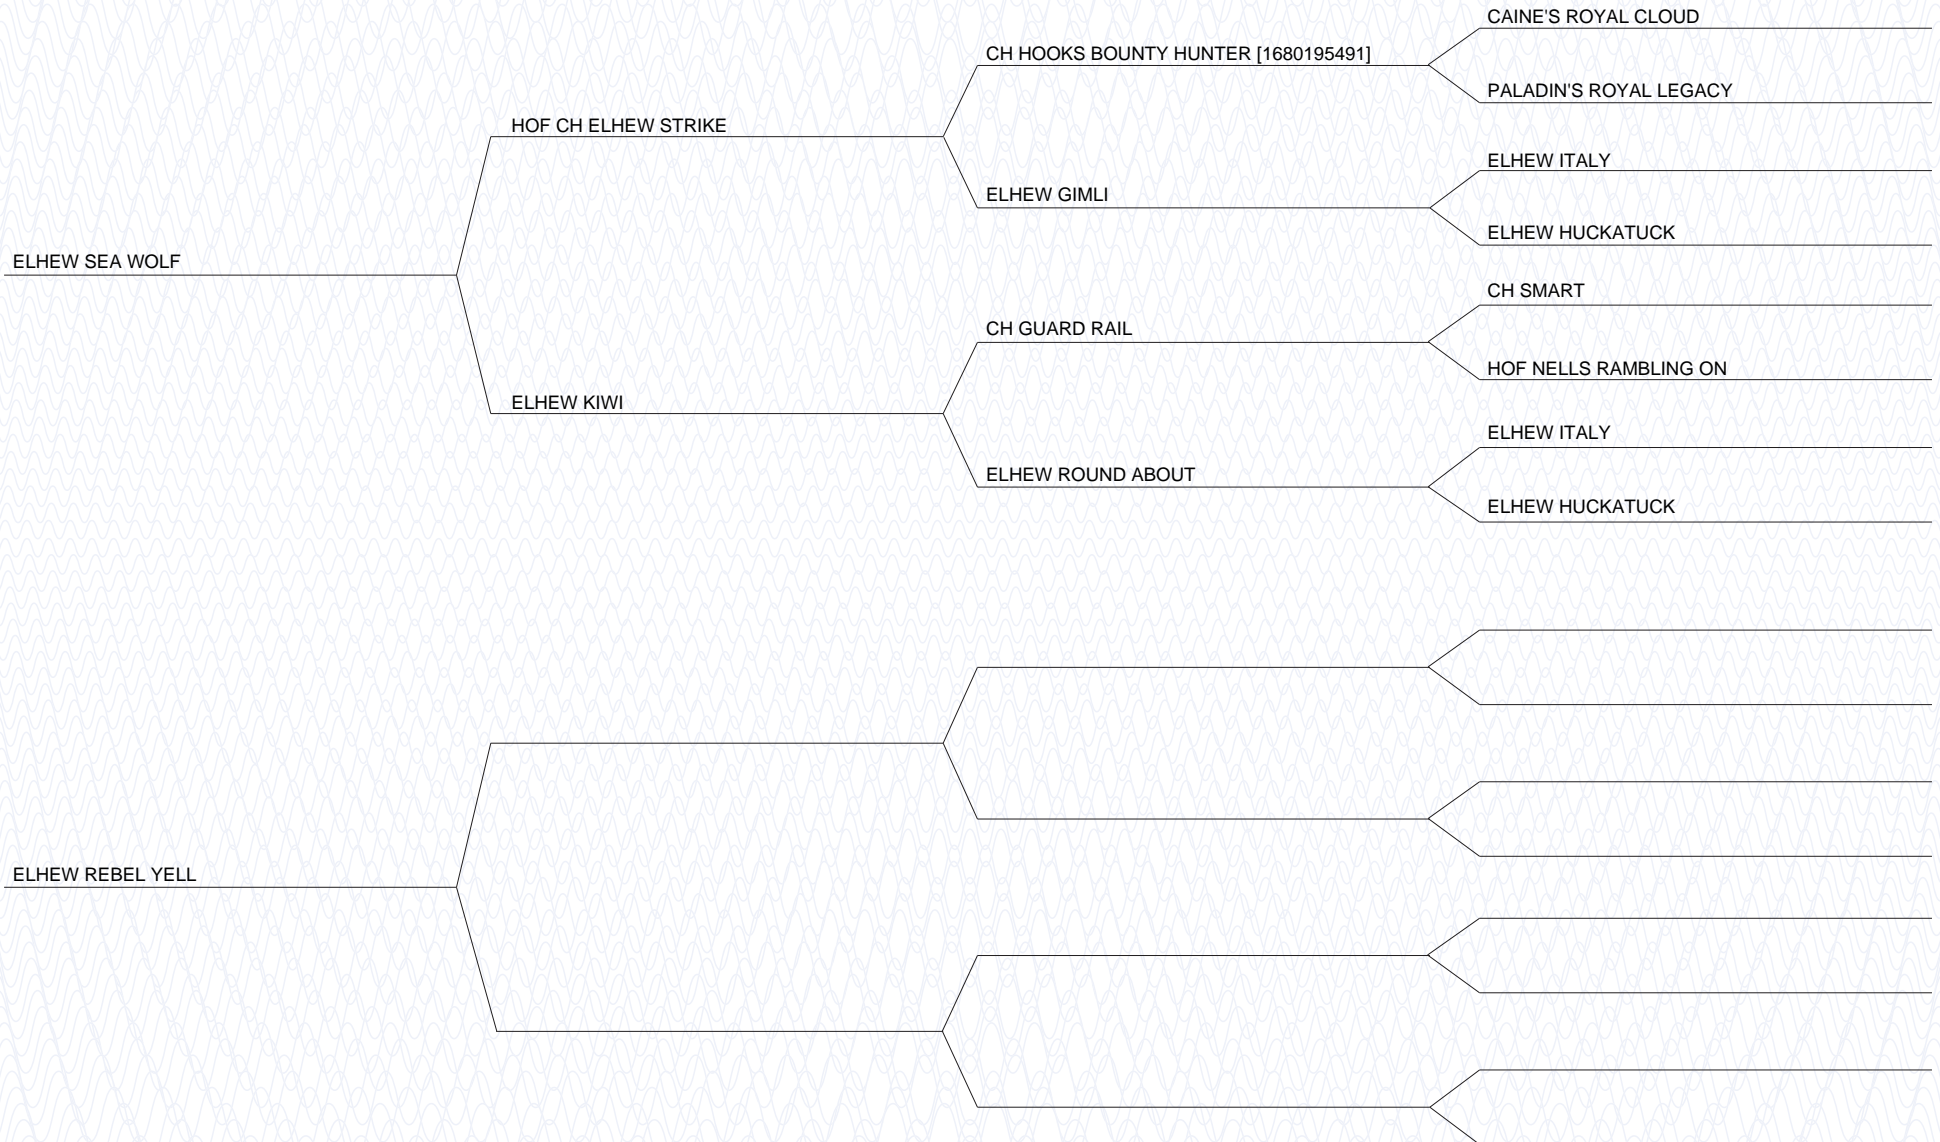 CAINE'S ROYAL CLOUD
CH HOOKS BOUNTY HUNTER [1680195491]
PALADIN'S ROYAL LEGACY
HOF CH ELHEW STRIKE
ELHEW ITALY
ELHEW GIMLI
ELHEW HUCKATUCK
ELHEW SEA WOLF
CH SMART
CH GUARD RAIL
HOF NELLS RAMBLING ON
ELHEW KIWI
ELHEW ITALY
ELHEW ROUND ABOUT
ELHEW HUCKATUCK
ELHEW REBEL YELL